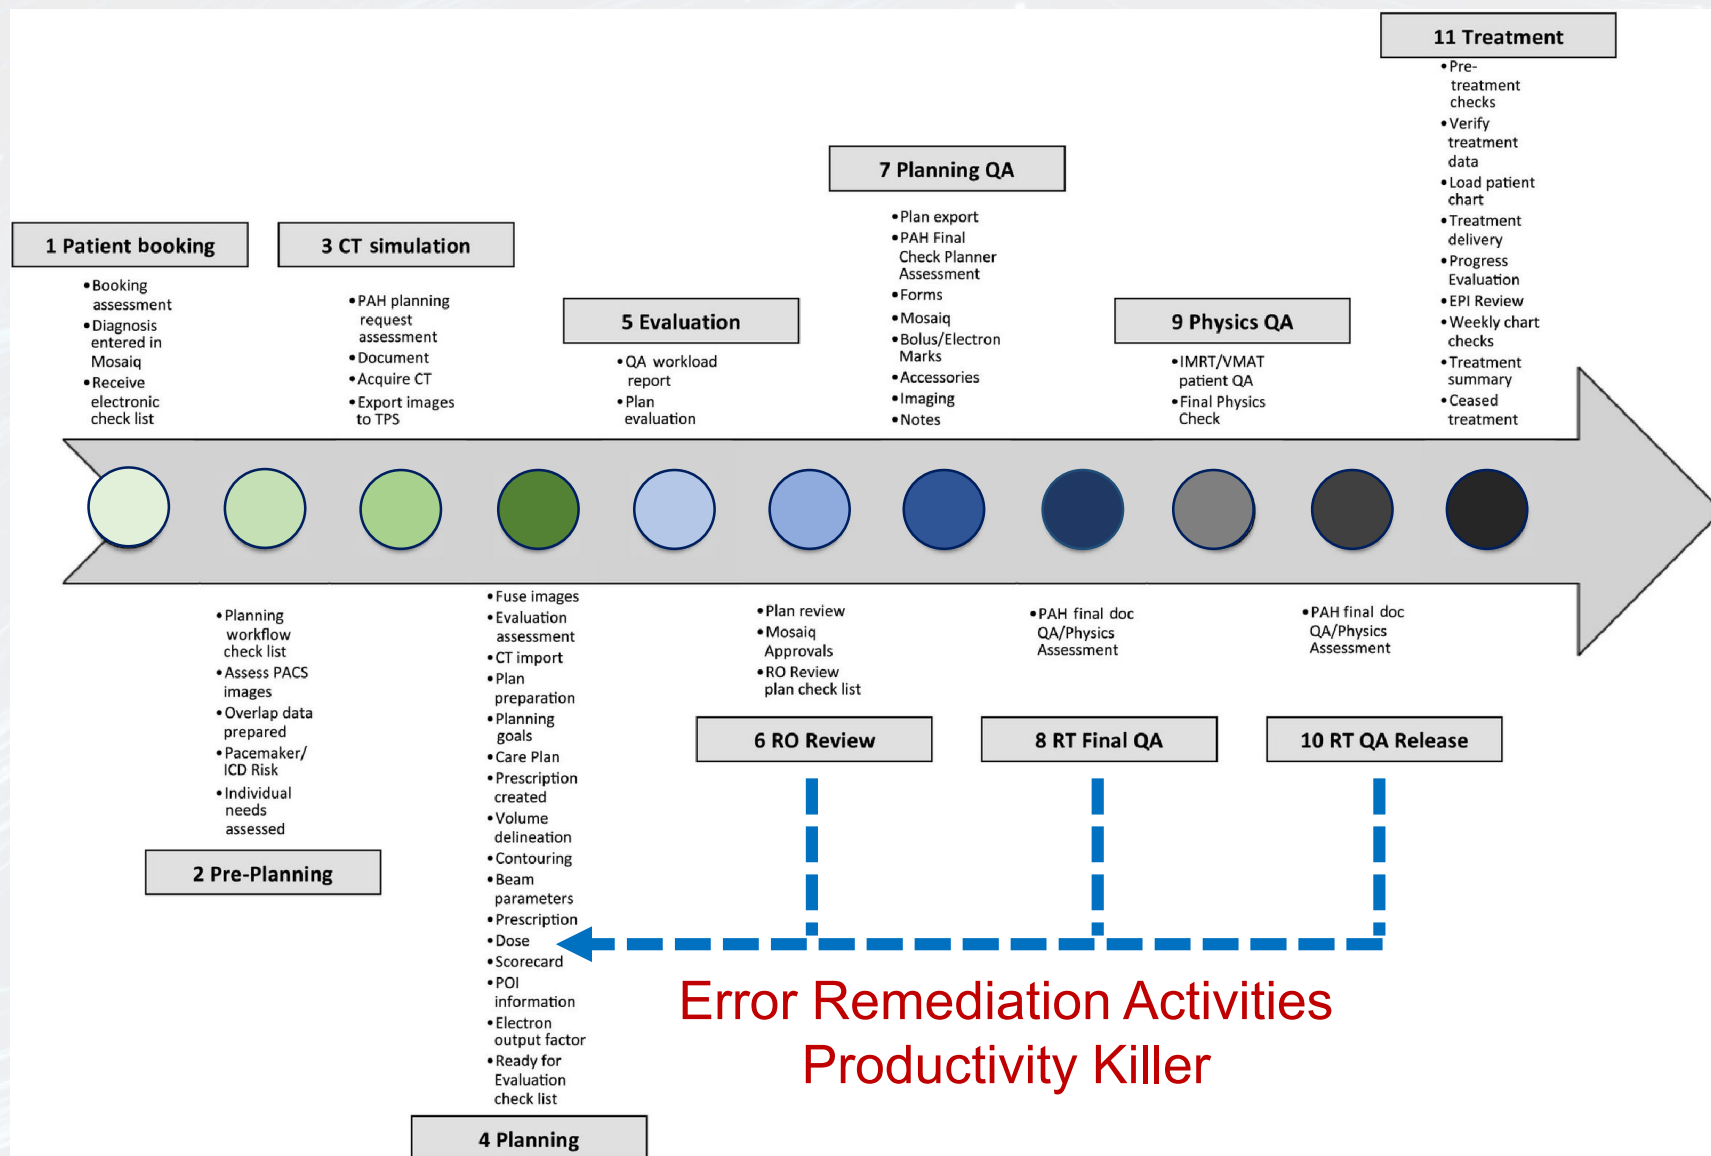 11 Treatment
• Pre-
treatment
checks
• Verify
treatment
data
• Load patient
chart
• Treatment
delivery
• Progress
Evaluation
• EPI Review
• Weekly chart
checks
• Treatment
summary
• Ceased
treatment
7 Planning QA
• Plan export
• PAH Final
Check Planner
Assessment
• Forms
• Mosaiq
• Bolus/Electron
Marks
• Accessories
• Imaging
• Notes
1 Patient booking
• Booking
assessment
• Diagnosis
entered in
Mosaiq
• Receive
electronic
check list
3 CT simulation
• PAH planning
request
assessment
• Document
• Acquire CT
• Export images
to TPS
5 Evaluation
• QA workload
report
• Plan
evaluation
9 Physics QA
• IMRT/VMAT
patient QA
• Final Physics
Check
• Planning
workflow
check list
• Assess PACS
images
• Overlap data
prepared
• Pacemaker/
ICD Risk
• Individual
needs
assessed
2 Pre-Planning
• Fuse images
• Evaluation
assessment
• CT import
• Plan
preparation
• Planning
goals
• Care Plan
• Prescription
created
• Volume
delineation
• Contouring
• Beam
parameters
• Prescription
• Dose
• Scorecard
• POI
information
• Electron
output factor
• Ready for
Evaluation
check list
4 Planning
• Plan review
• Mosaiq
Approvals
• RO Review
plan check list
6 RO Review
• PAH final doc
QA/Physics
Assessment
8 RT Final QA
• PAH final doc
QA/Physics
Assessment
10 RT QA Release
Error Remediation Activities
Productivity Killer